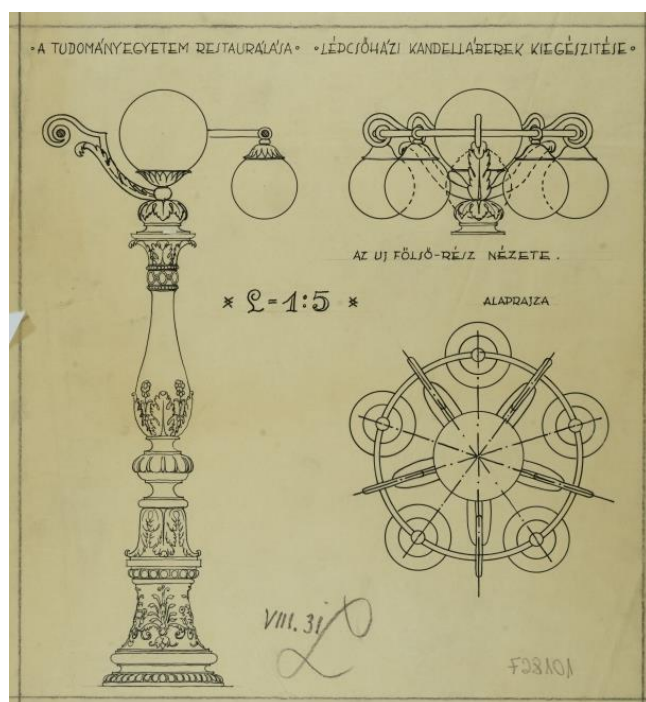 •A TUDOMÁNYEGYETEM RESTAURÁLÁSA• •LÉPCSŐHÁZI KANDELLÁBEREK KIEGÉSZITÉSE•
AZ UJ FÖLSŐ-RÉSZ NÉZETE.
* L=1:5 *
ALAPRAJZA
VIII. 31
F28101